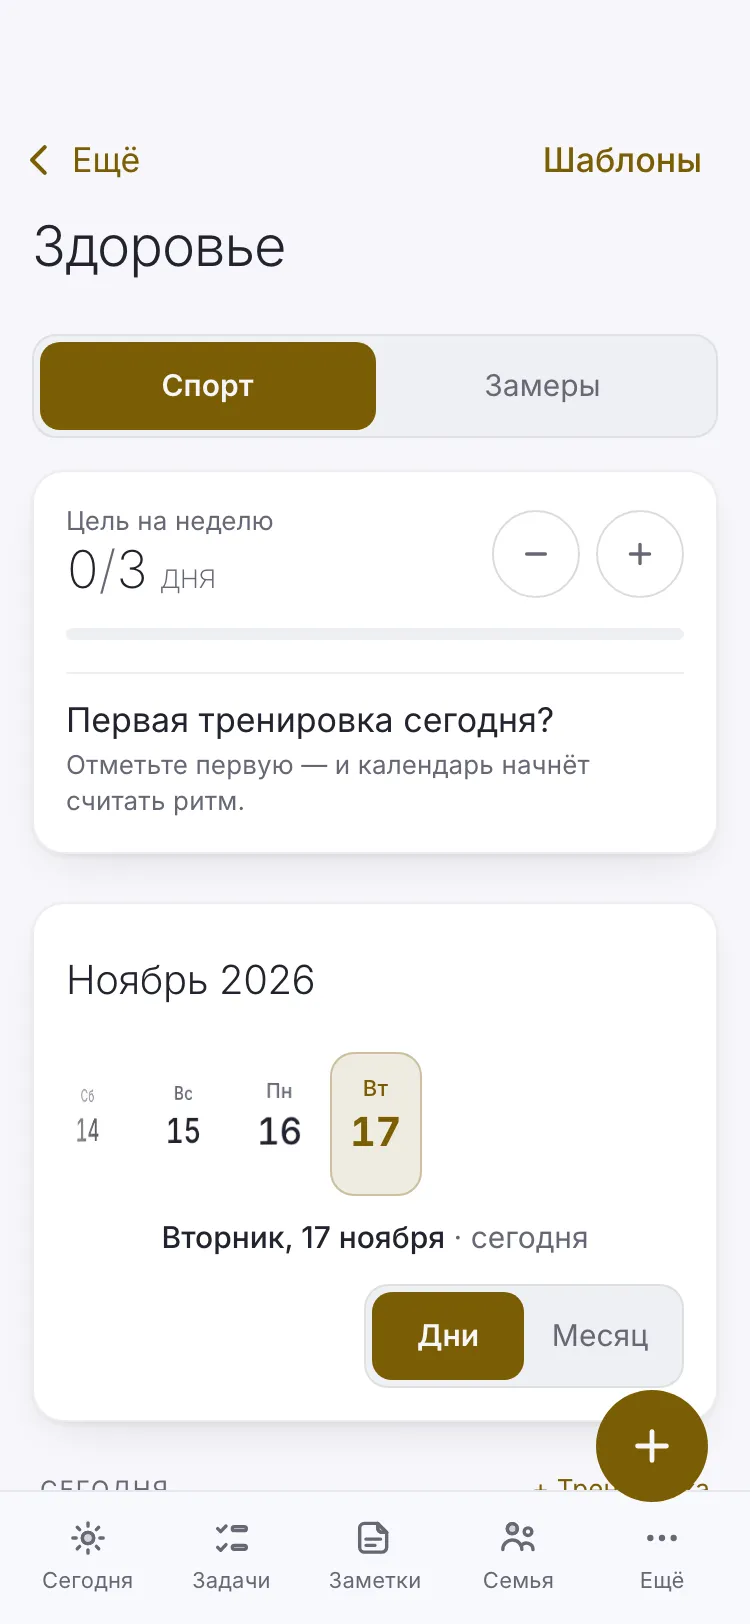 Ещё
Шаблоны
Здоровье
Спорт
Замеры
Цель на неделю
0/3 дня
Первая тренировка сегодня?
Отметьте первую — и календарь начнёт
считать ритм.
Ноябрь 2026
Сб Вс Пн Вт
14 15 16 17
Вторник, 17 ноября · сегодня
Дни
Месяц
СЕГОДНЯ
Сегодня
Задачи
Заметки
Семья
Ещё